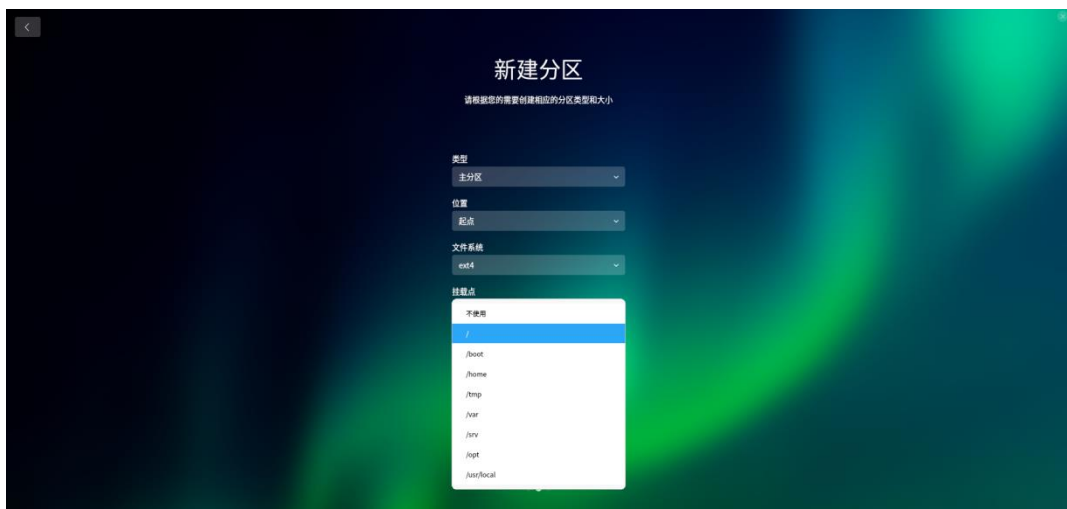 新建分区
请根据您的需要创建相应的分区类型和大小
类型
主分区
位置
起点
文件系统
ext4
挂载点
不使用
/
/boot
/home
/tmp
/var
/srv
/opt
/usr/local